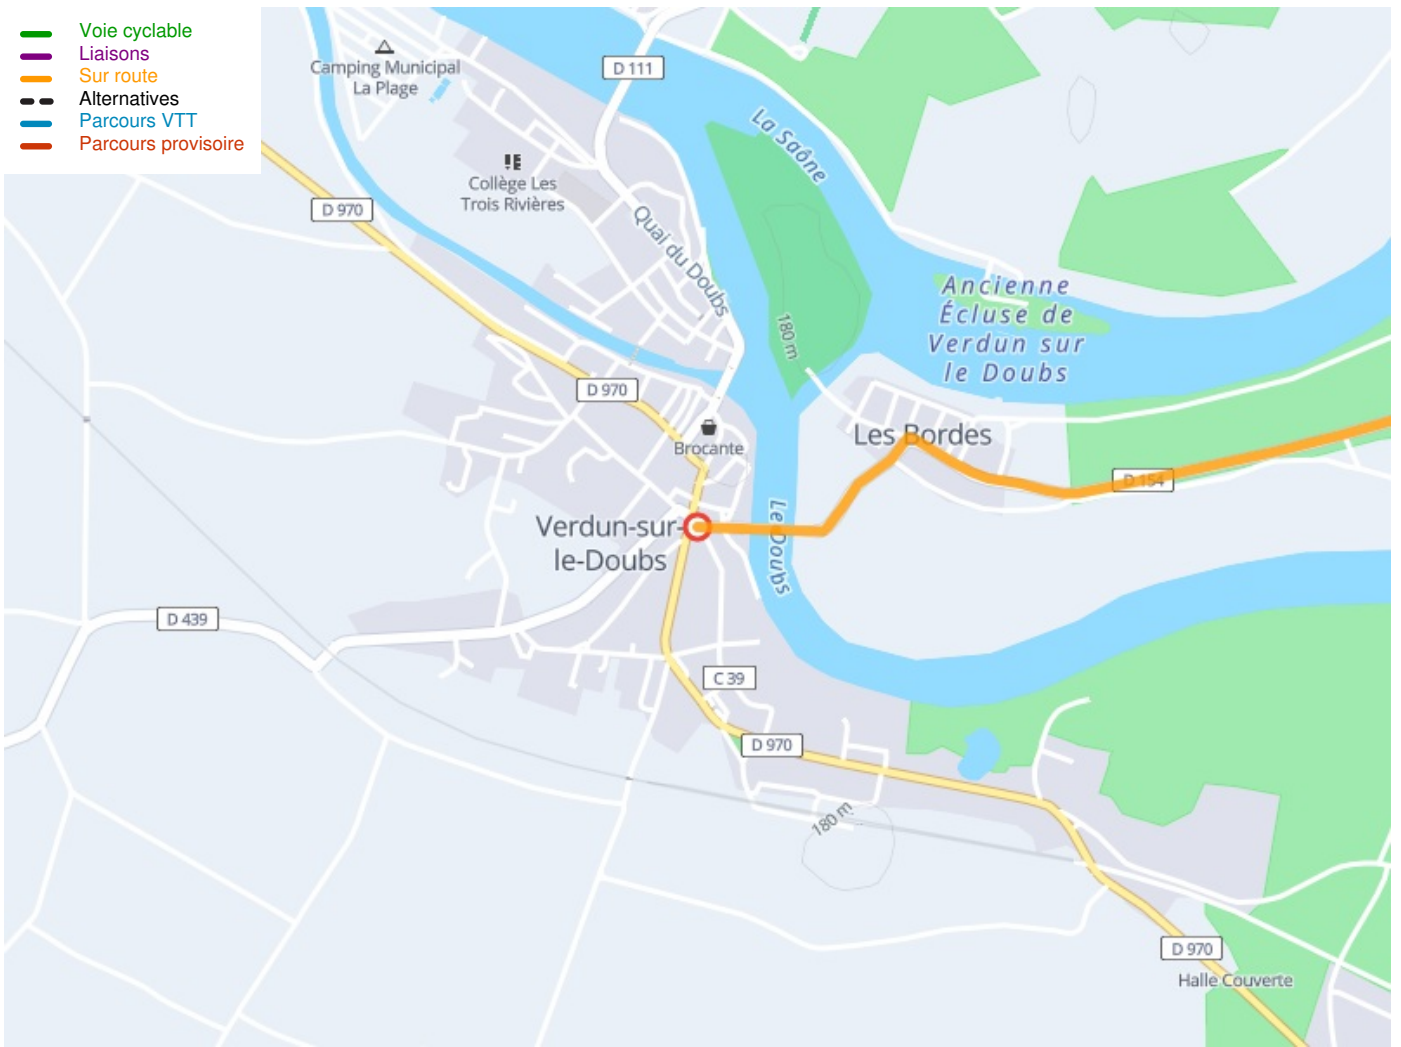 Voie cyclable
Liaisons
Sur route
Alternatives
Parcours VTT
Parcours provisoire
Camping Municipal
La Plage
D 111
La Saône
Collège Les
Trois Rivières
D 970
Quai du Doubs
Ancienne
Écluse de
Verdun sur
le Doubs
180 m
D 970
Brocante
Les Bordes
D 154
Verdun-sur-
le-Doubs
Le Doubs
D 439
C 39
D 970
180 m
D 970
Halle Couverte